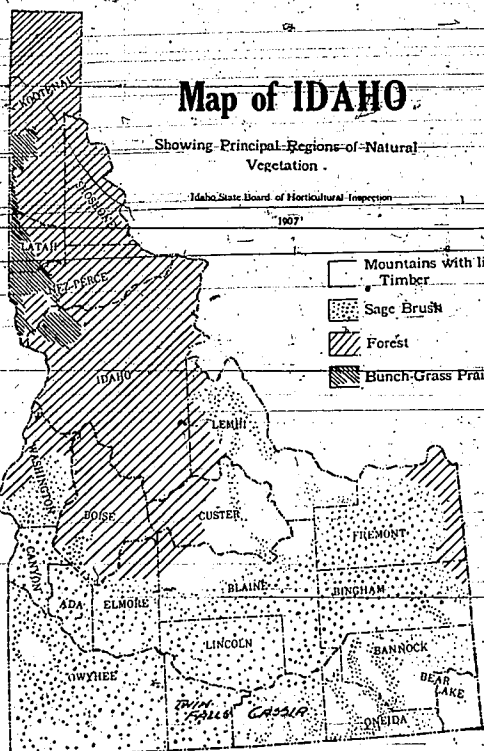 Map of IDAHO
Showing Principal Regions of Natural
Vegetation.
Idaho State Board of Horticultural Inspection
1907
Mountains with li
Timber
Sage Brush
Forest
Bunch-Grass Prai
KOOTENAI
SHOSHONE
LATAH
NEZ-PERCE
IDAHO
LEMHI
WASHINGTON
BOISE
CUSTER
FREMONT
CANYON
BLAINE
BINGHAM
ADA
ELMORE
LINCOLN
BANNOCK
OWYHEE
BEAR
LAKE
TWIN
FALLS
CASSIA
ONEIDA